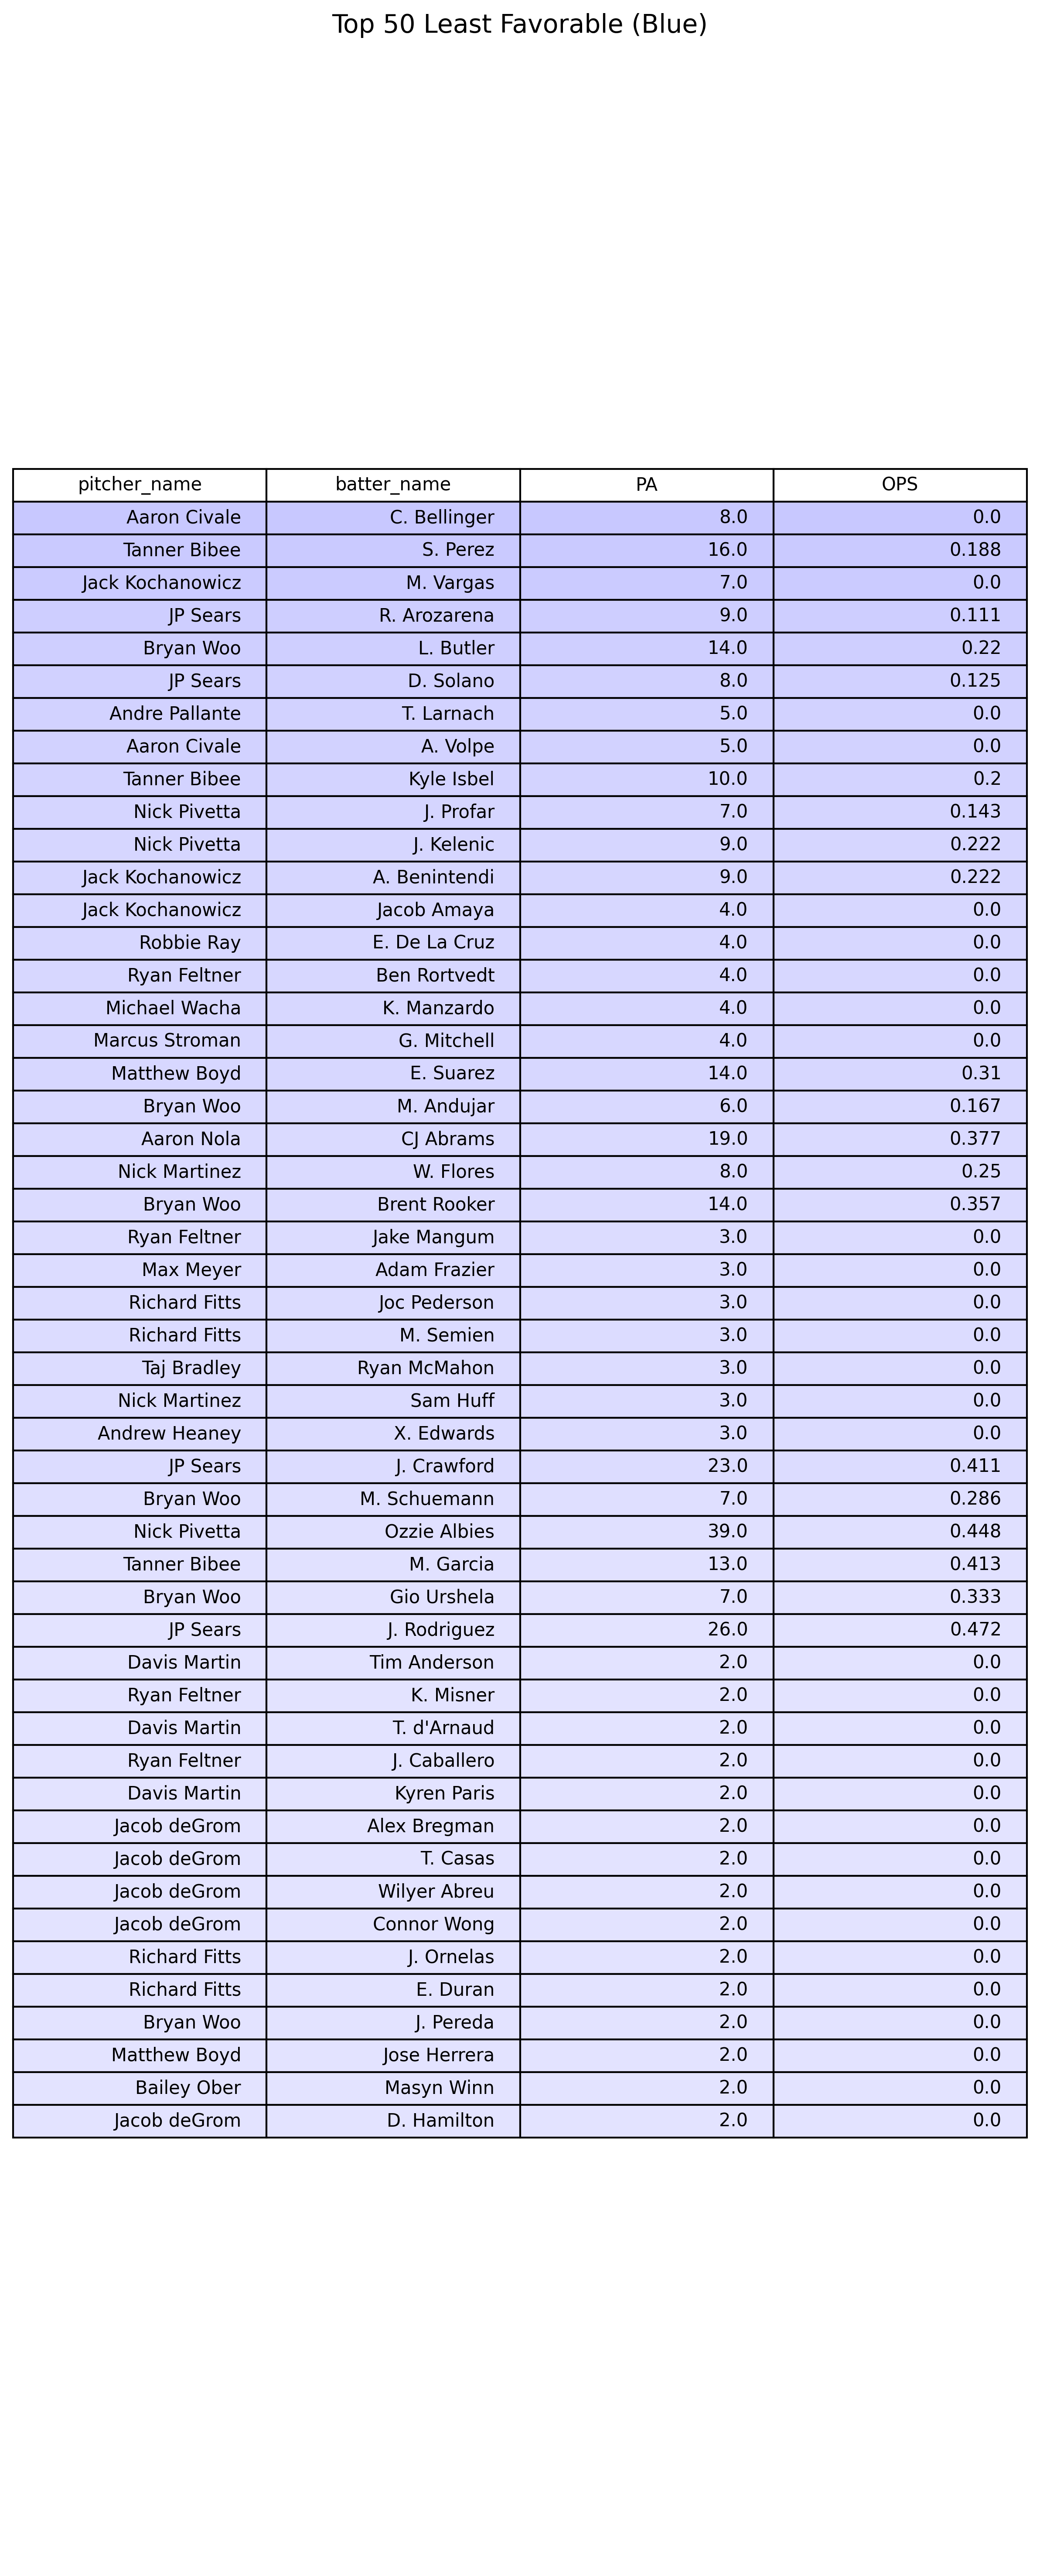 Top 50 Least Favorable (Blue)
pitcher_name batter_name PA OPS
Aaron Civale C. Bellinger 8.0 0.0
Tanner Bibee S. Perez 16.0 0.188
Jack Kochanowicz M. Vargas 7.0 0.0
JP Sears R. Arozarena 9.0 0.111
Bryan Woo L. Butler 14.0 0.22
JP Sears D. Solano 8.0 0.125
Andre Pallante T. Larnach 5.0 0.0
Aaron Civale A. Volpe 5.0 0.0
Tanner Bibee Kyle Isbel 10.0 0.2
Nick Pivetta J. Profar 7.0 0.143
Nick Pivetta J. Kelenic 9.0 0.222
Jack Kochanowicz A. Benintendi 9.0 0.222
Jack Kochanowicz Jacob Amaya 4.0 0.0
Robbie Ray E. De La Cruz 4.0 0.0
Ryan Feltner Ben Rortvedt 4.0 0.0
Michael Wacha K. Manzardo 4.0 0.0
Marcus Stroman G. Mitchell 4.0 0.0
Matthew Boyd E. Suarez 14.0 0.31
Bryan Woo M. Andujar 6.0 0.167
Aaron Nola CJ Abrams 19.0 0.377
Nick Martinez W. Flores 8.0 0.25
Bryan Woo Brent Rooker 14.0 0.357
Ryan Feltner Jake Mangum 3.0 0.0
Max Meyer Adam Frazier 3.0 0.0
Richard Fitts Joc Pederson 3.0 0.0
Richard Fitts M. Semien 3.0 0.0
Taj Bradley Ryan McMahon 3.0 0.0
Nick Martinez Sam Huff 3.0 0.0
Andrew Heaney X. Edwards 3.0 0.0
JP Sears J. Crawford 23.0 0.411
Bryan Woo M. Schuemann 7.0 0.286
Nick Pivetta Ozzie Albies 39.0 0.448
Tanner Bibee M. Garcia 13.0 0.413
Bryan Woo Gio Urshela 7.0 0.333
JP Sears J. Rodriguez 26.0 0.472
Davis Martin Tim Anderson 2.0 0.0
Ryan Feltner K. Misner 2.0 0.0
Davis Martin T. d'Arnaud 2.0 0.0
Ryan Feltner J. Caballero 2.0 0.0
Davis Martin Kyren Paris 2.0 0.0
Jacob deGrom Alex Bregman 2.0 0.0
Jacob deGrom T. Casas 2.0 0.0
Jacob deGrom Wilyer Abreu 2.0 0.0
Jacob deGrom Connor Wong 2.0 0.0
Richard Fitts J. Ornelas 2.0 0.0
Richard Fitts E. Duran 2.0 0.0
Bryan Woo J. Pereda 2.0 0.0
Matthew Boyd Jose Herrera 2.0 0.0
Bailey Ober Masyn Winn 2.0 0.0
Jacob deGrom D. Hamilton 2.0 0.0